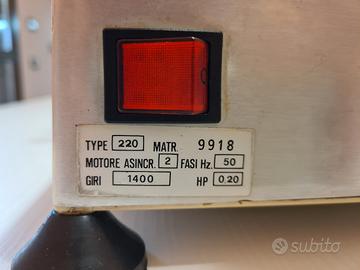 TYPE 220 MATR. 9918
MOTORE ASINCR. 2 FASI Hz. 50
GIRI 1400 HP 0,20
subito